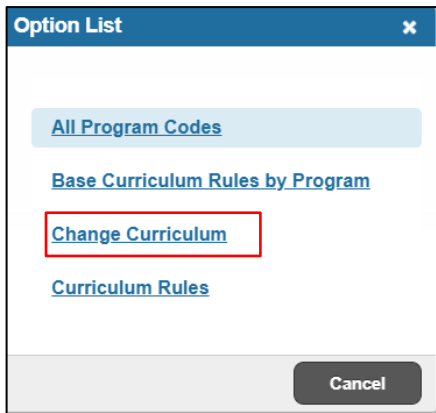 Option List
All Program Codes
Base Curriculum Rules by Program
Change Curriculum
Curriculum Rules
Cancel